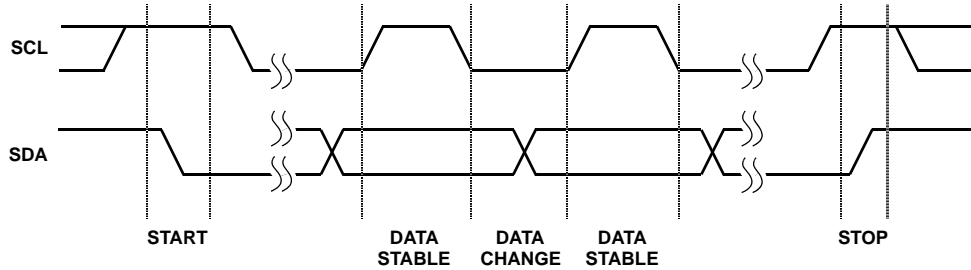 SCL
SDA
START
DATA
STABLE
DATA
CHANGE
DATA
STABLE
STOP